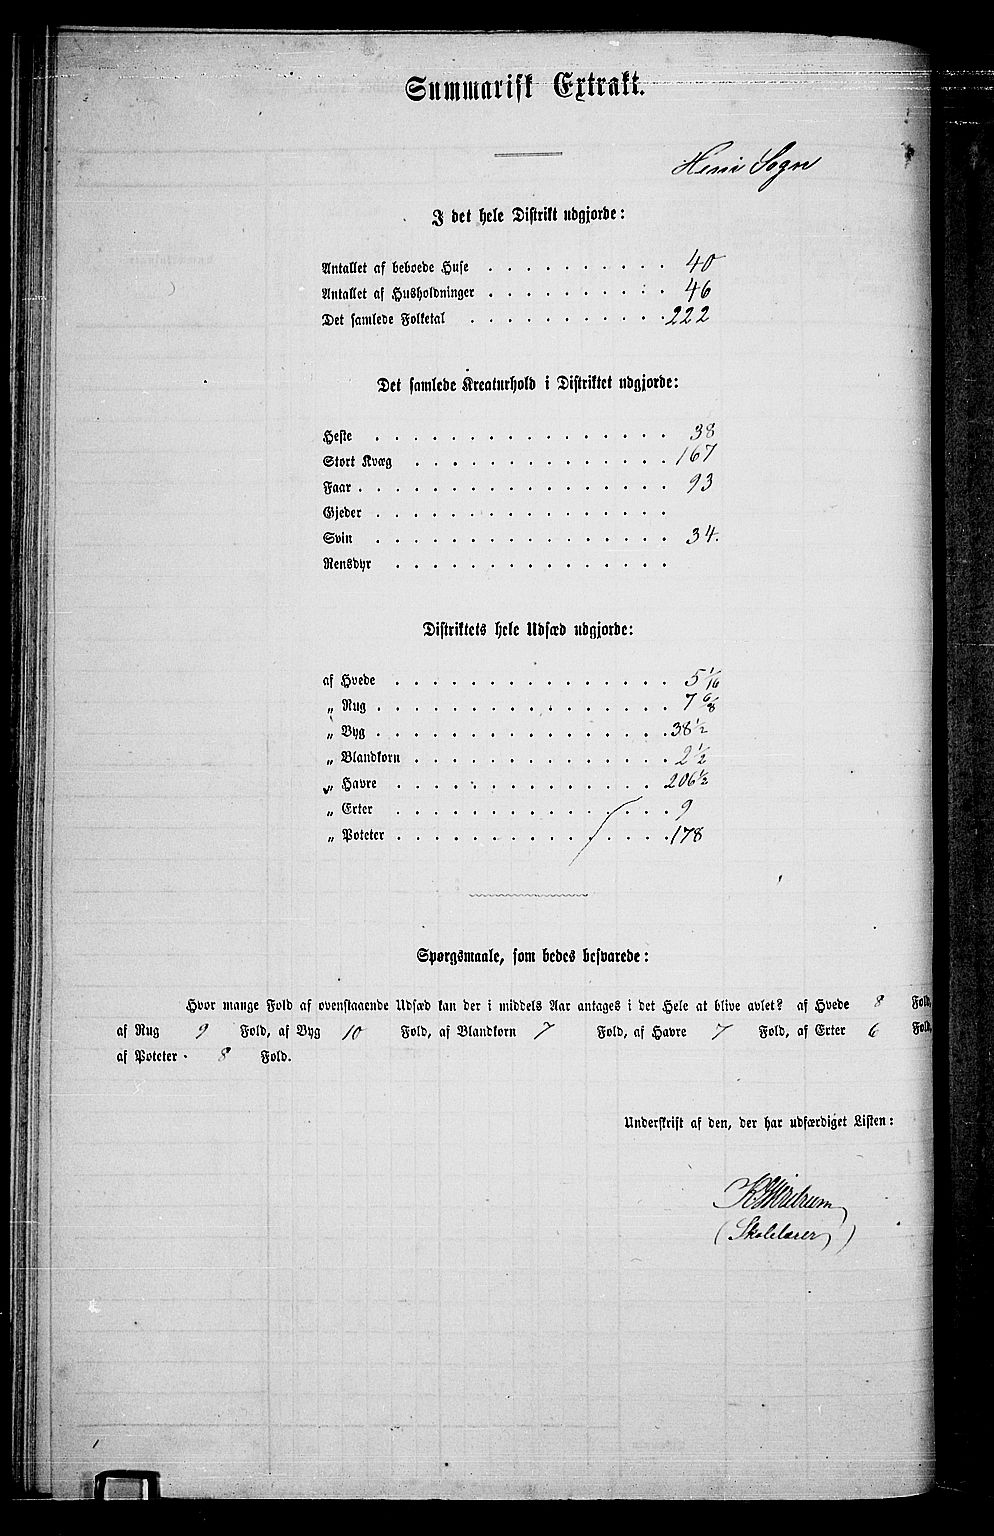 Summarisk Extrakt.
Heni Sogn
I det hele Distrikt udgjorde:
Antallet af beboede Huse . . . . . . . . . . 40
Antallet af Husholdninger . . . . . . . . . . 46
Det samlede Folketal . . . . . . . . . . . 222
Det samlede Kreaturhold i Distriktet udgjorde:
Heste . . . . . . . . . . . . . . . . 38
Stort Kvæg . . . . . . . . . . . . . . 167
Faar . . . . . . . . . . . . . . . . . 93
Gjeder . . . . . . . . . . . . . . . .
Svin . . . . . . . . . . . . . . . . 34.
Rensdyr . . . . . . . . . . . . . . .
Distriktets hele Udsæd udgjorde:
af Hvede . . . . . . . . . . . . . . . 5 1/16
„ Rug . . . . . . . . . . . . . . . . 7 6/8
„ Byg . . . . . . . . . . . . . . . . 38 1/2
„ Blandkorn . . . . . . . . . . . . . . 2 1/2
„ Havre . . . . . . . . . . . . . . . 206 1/2
„ Erter . . . . . . . . . . . . . . . 9
„ Poteter . . . . . . . . . . . . . . . 178
Spørgsmaale, som bedes besvarede:
Hvor mange Fold af ovenstaaende Udsæd kan der i middels Aar antages i det Hele at blive avlet? af Hvede 8 Fold,
af Rug 9 Fold, af Byg 10 Fold, af Blandkorn 7 Fold, af Havre 7 Fold, af Erter 6 Fold,
af Poteter 8 Fold.
Underskrift af den, der har udfærdiget Listen:
(Skolelærer)